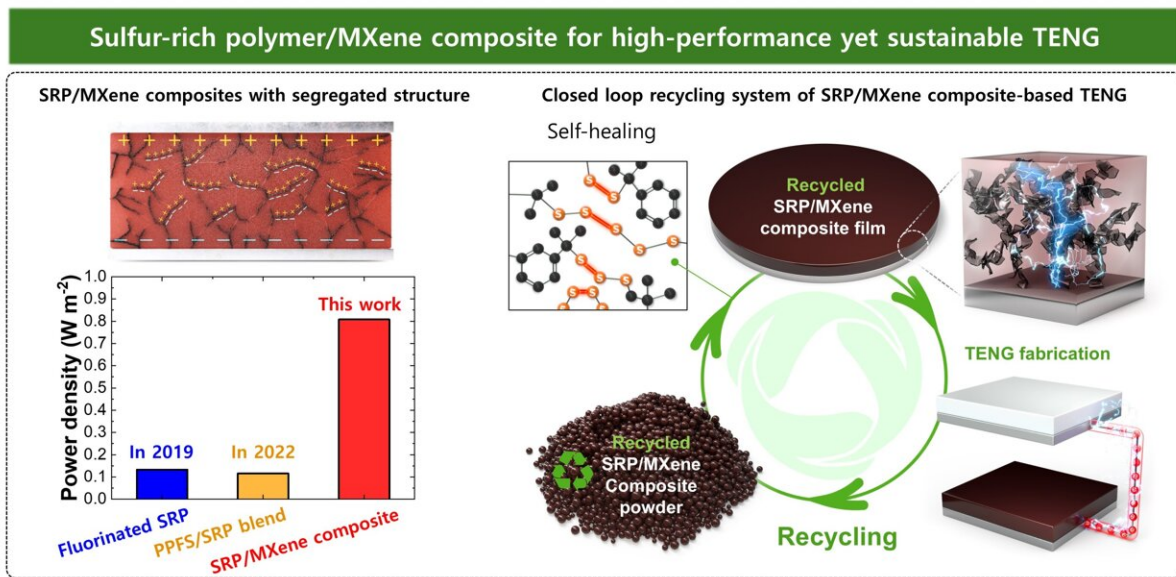 Sulfur-rich polymer/MXene composite for high-performance yet sustainable TENG
SRP/MXene composites with segregated structure
+ + + + + + + + + + +
− − − − − − − − − − −
Power density (W m⁻²)
1.0
0.9
0.8
0.7
0.6
0.5
0.4
0.3
0.2
0.1
0.0
In 2019
In 2022
This work
Fluorinated SRP
PPFS/SRP blend
SRP/MXene composite
Closed loop recycling system of SRP/MXene composite-based TENG
Self-healing
S S
S S S
S S S
S S S
S S
S S
Recycled
SRP/MXene
composite film
TENG fabrication
Recycled
SRP/MXene
Composite
powder
Recycling